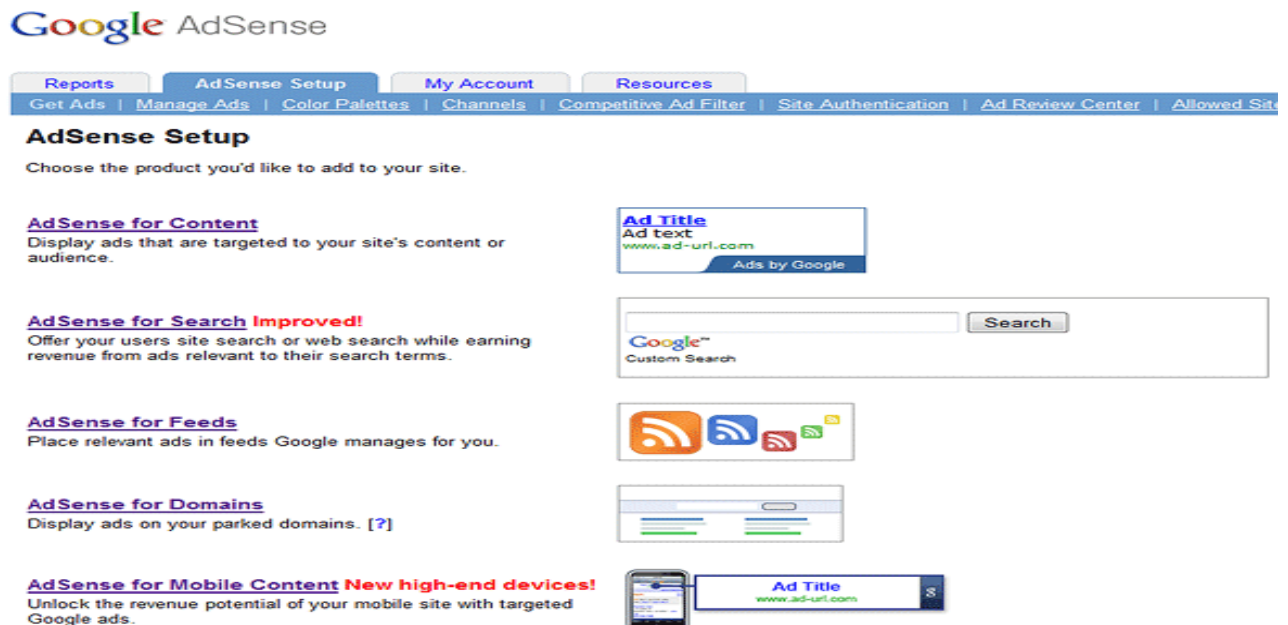 Google AdSense
Reports AdSense Setup My Account Resources
Get Ads | Manage Ads | Color Palettes | Channels | Competitive Ad Filter | Site Authentication | Ad Review Center | Allowed Site
AdSense Setup
Choose the product you'd like to add to your site.
AdSense for Content
Display ads that are targeted to your site's content or
audience.
Ad Title
Ad text
www.ad-url.com
Ads by Google
AdSense for Search Improved!
Offer your users site search or web search while earning
revenue from ads relevant to their search terms.
Search
Google™
Custom Search
AdSense for Feeds
Place relevant ads in feeds Google manages for you.
AdSense for Domains
Display ads on your parked domains. [?]
AdSense for Mobile Content New high-end devices!
Unlock the revenue potential of your mobile site with targeted
Google ads.
Ad Title
www.ad-url.com
g